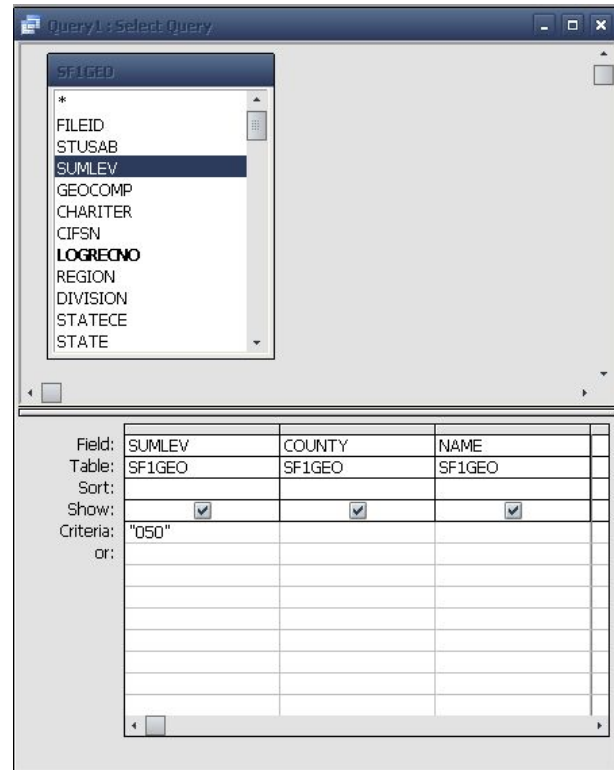 Query1 : Select Query
SF1GEO
*
FILEID
STUSAB
SUMLEV
GEOCOMP
CHARITER
CIFSN
LOGRECNO
REGION
DIVISION
STATECE
STATE
Field: SUMLEV COUNTY NAME
Table: SF1GEO SF1GEO SF1GEO
Sort:
Show:
Criteria: "050"
or: